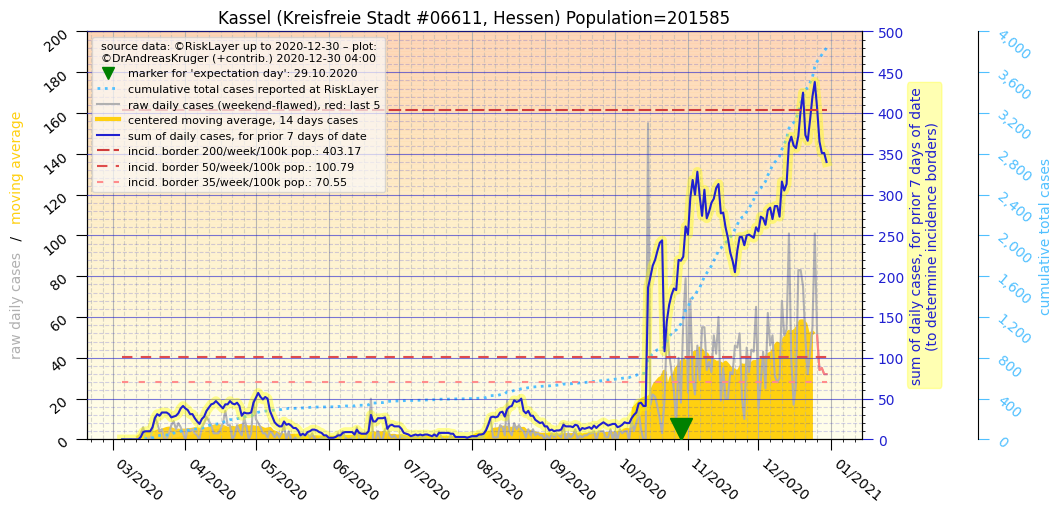 Kassel (Kreisfreie Stadt #06611, Hessen) Population=201585
source data: ©RiskLayer up to 2020-12-30 – plot:
©DrAndreasKruger (+contrib.) 2020-12-30 04:00
marker for 'expectation day': 29.10.2020
cumulative total cases reported at RiskLayer
raw daily cases (weekend-flawed), red: last 5
centered moving average, 14 days cases
sum of daily cases, for prior 7 days of date
incid. border 200/week/100k pop.: 403.17
incid. border 50/week/100k pop.: 100.79
incid. border 35/week/100k pop.: 70.55
raw daily cases / moving average
200
180
160
140
120
100
80
60
40
20
0
03/2020
04/2020
05/2020
06/2020
07/2020
08/2020
09/2020
10/2020
11/2020
12/2020
01/2021
500
450
400
350
300
250
200
150
100
50
0
sum of daily cases, for prior 7 days of date
(to determine incidence borders)
4,000
3,600
3,200
2,800
2,400
2,000
1,600
1,200
800
400
0
cumulative total cases